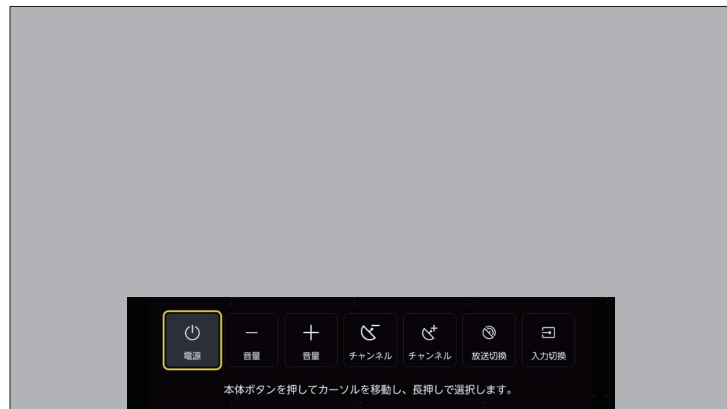 電源 音量 音量 チャンネル チャンネル 放送切換 入力切換
本体ボタンを押してカーソルを移動し、長押しで選択します。